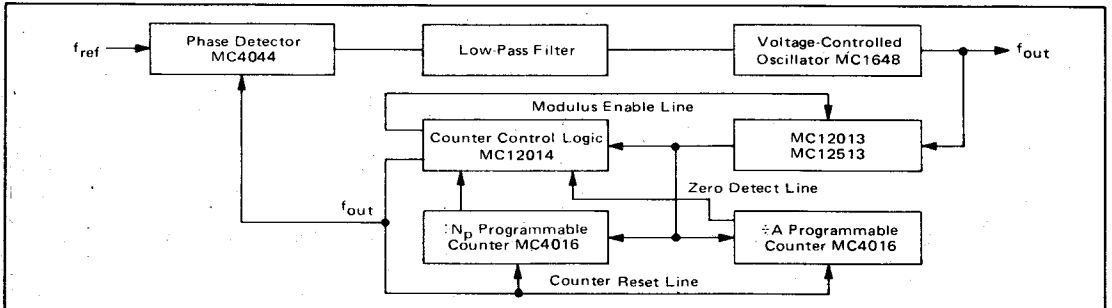 f_ref
Phase Detector
MC4044
Low-Pass Filter
Voltage-Controlled
Oscillator MC1648
f_out
Modulus Enable Line
Counter Control Logic
MC12014
MC12013
MC12513
Zero Detect Line
f_out
÷N_p Programmable
Counter MC4016
÷A Programmable
Counter MC4016
Counter Reset Line